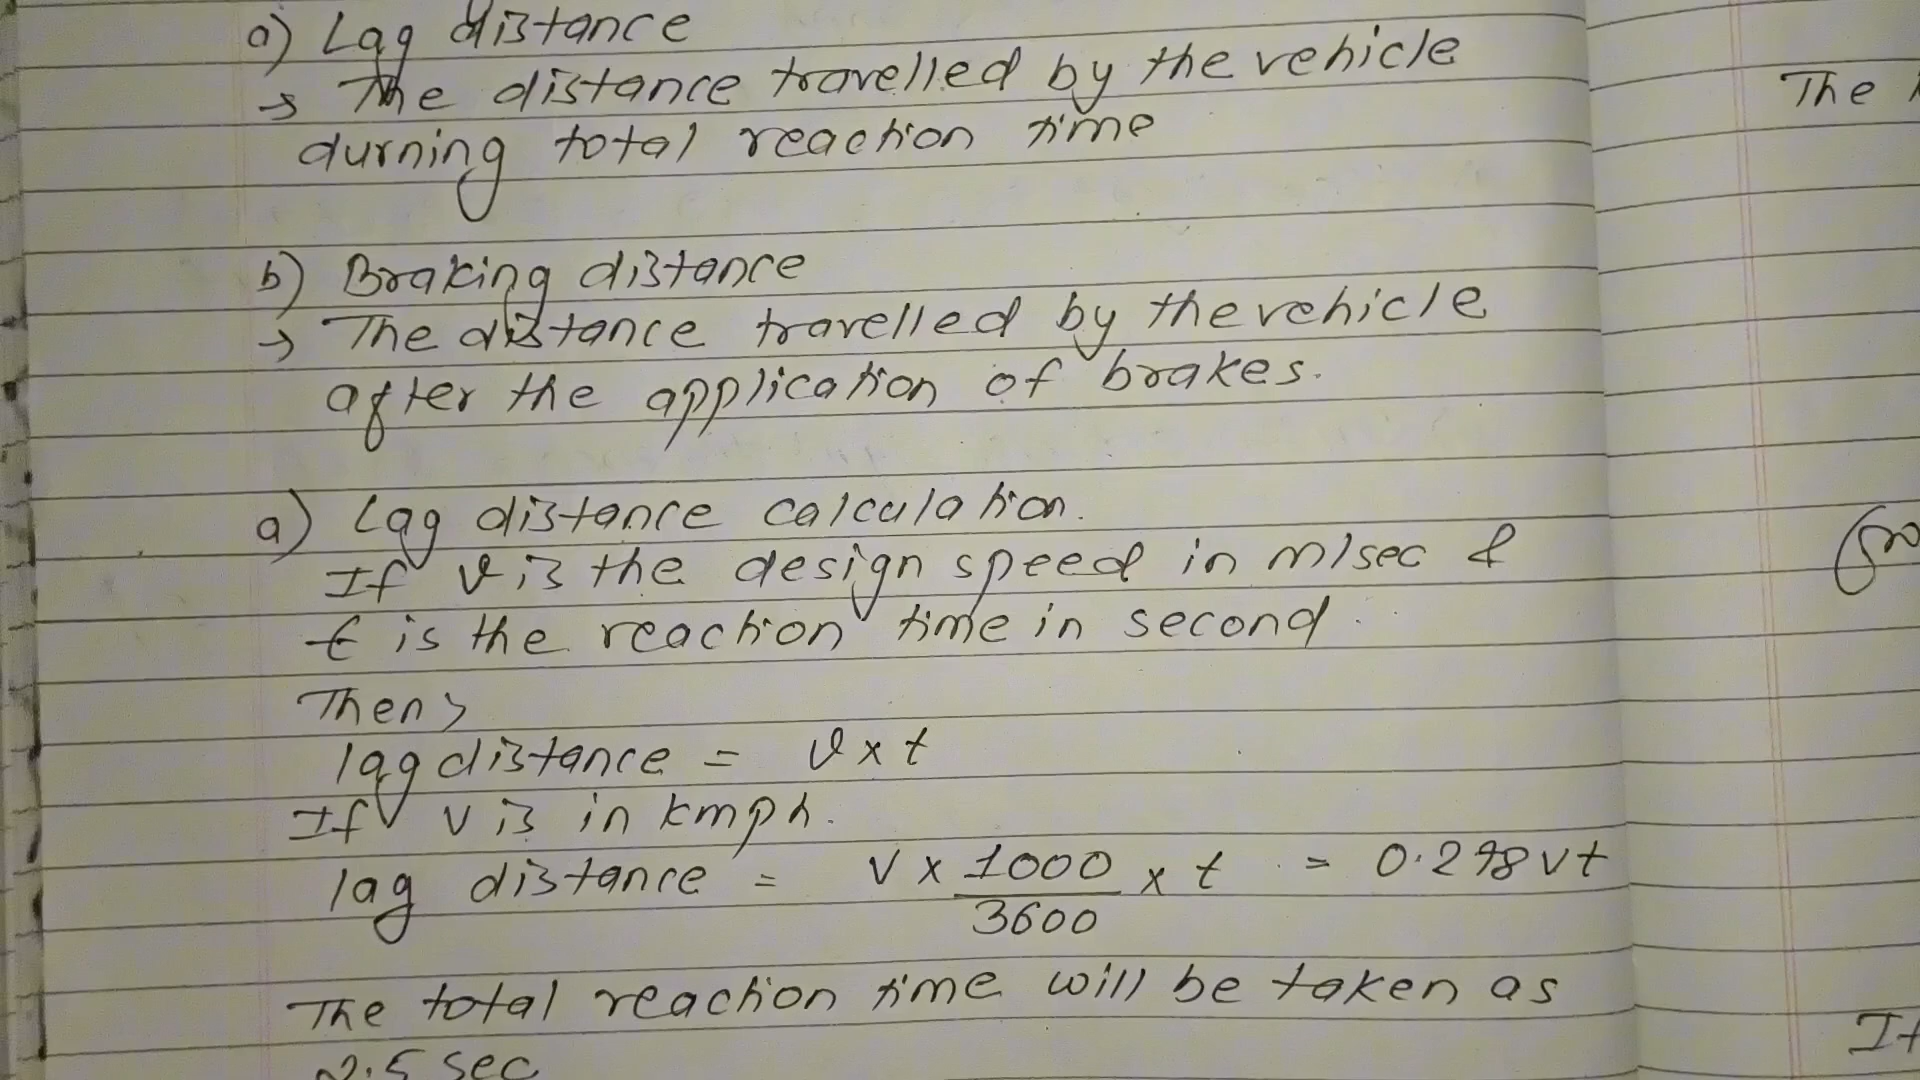 a) Lag distance
→ The distance travelled by the vehicle
durning total reaction time
b) Braking distance
→ The distance travelled by the vehicle
after the application of brakes.
a) Lag distance calculation.
If v is the design speed in m/sec &
t is the reaction time in second.
Then,
lag distance = v x t
If V is in kmph.
lag distance = V x 1000/3600 x t = 0.278Vt
The total reaction time will be taken as
2.5 sec
The
If